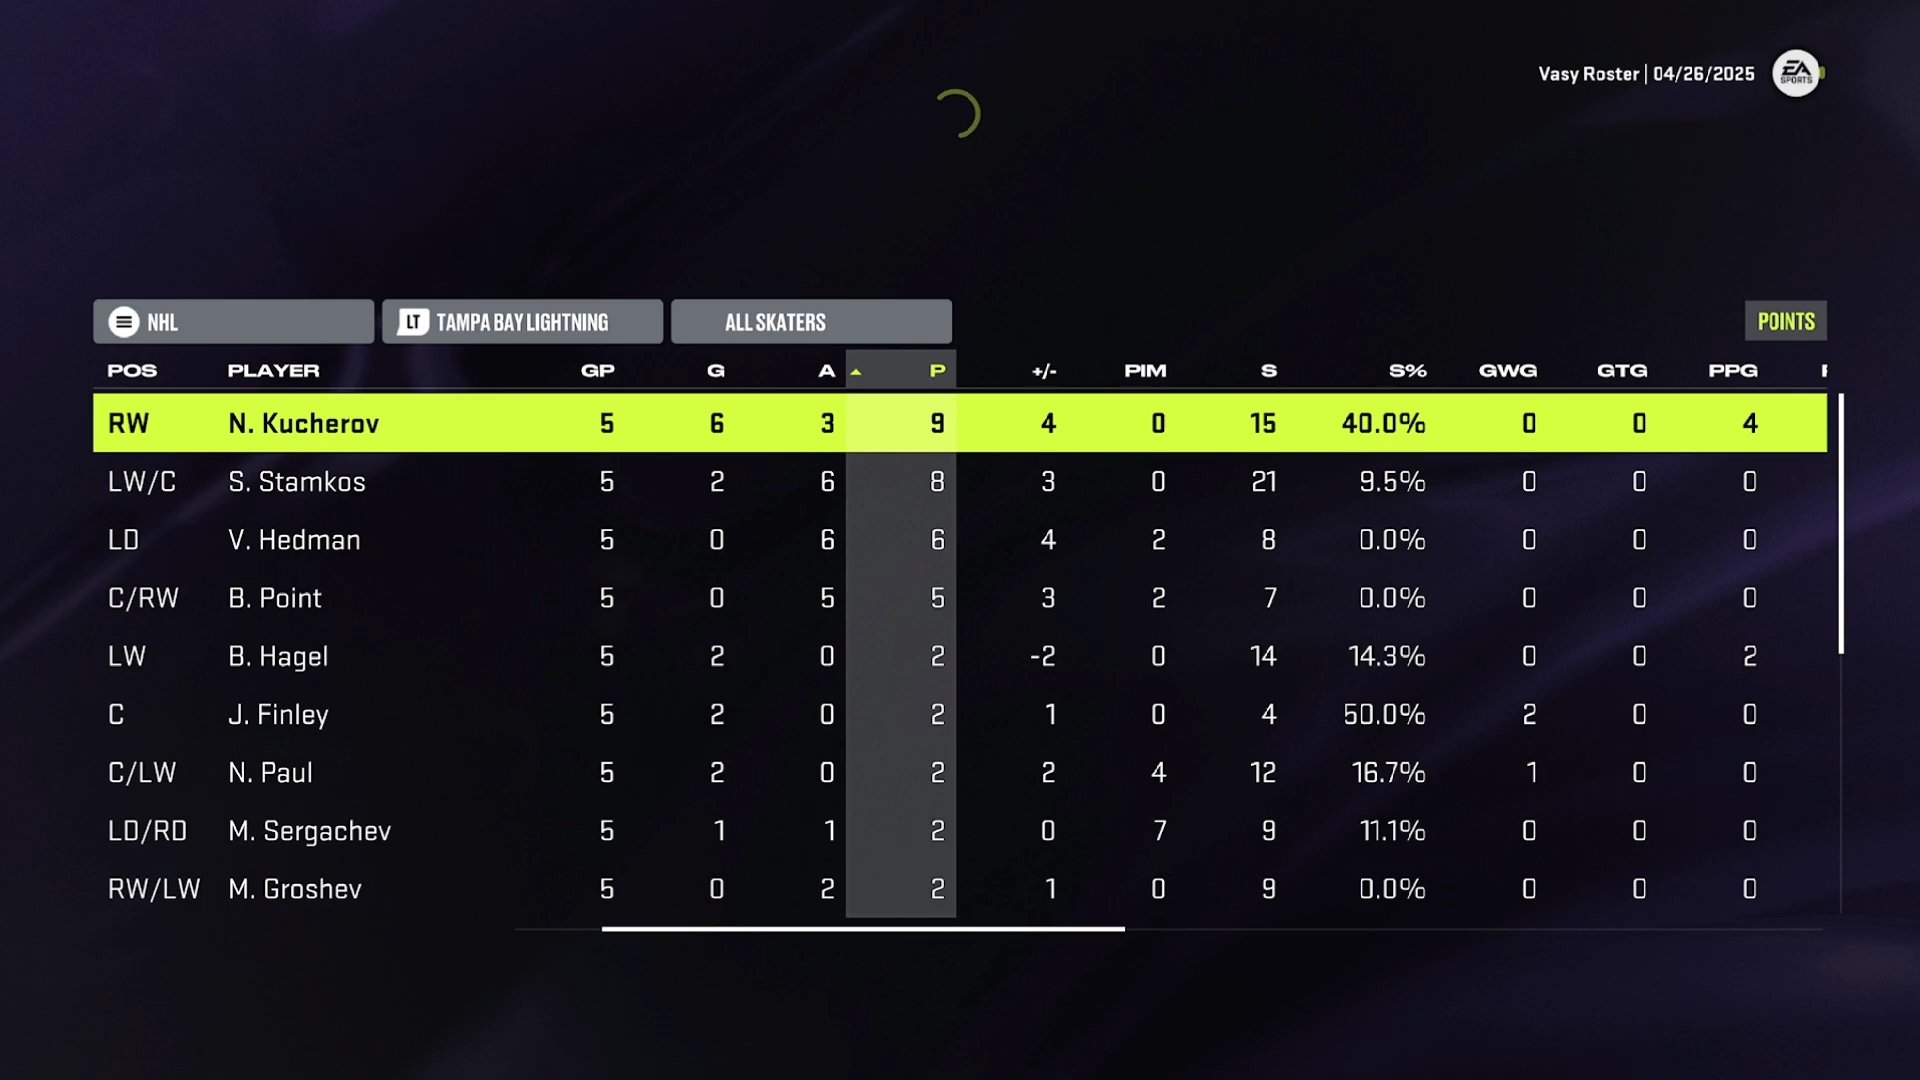 Vasy Roster | 04/26/2025 EA SPORTS
NHL LT TAMPA BAY LIGHTNING ALL SKATERS POINTS
POS PLAYER GP G A P +/- PIM S S% GWG GTG PPG
RW N. Kucherov 5 6 3 9 4 0 15 40.0% 0 0 4
LW/C S. Stamkos 5 2 6 8 3 0 21 9.5% 0 0 0
LD V. Hedman 5 0 6 6 4 2 8 0.0% 0 0 0
C/RW B. Point 5 0 5 5 3 2 7 0.0% 0 0 0
LW B. Hagel 5 2 0 2 -2 0 14 14.3% 0 0 2
C J. Finley 5 2 0 2 1 0 4 50.0% 2 0 0
C/LW N. Paul 5 2 0 2 2 4 12 16.7% 1 0 0
LD/RD M. Sergachev 5 1 1 2 0 7 9 11.1% 0 0 0
RW/LW M. Groshev 5 0 2 2 1 0 9 0.0% 0 0 0